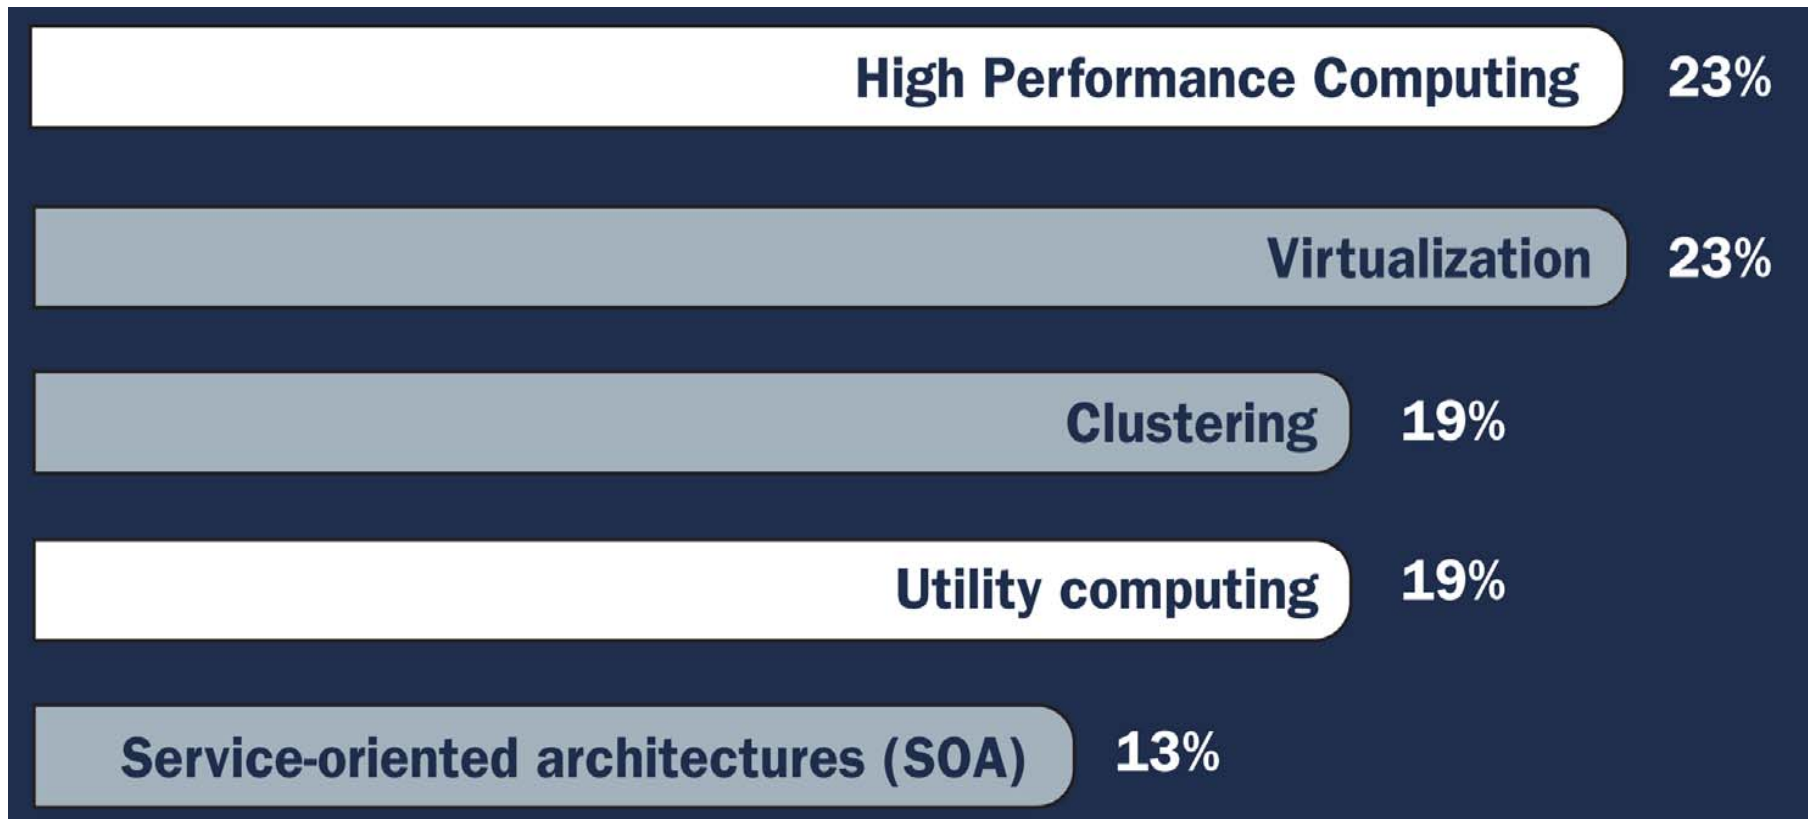 High Performance Computing 23%
Virtualization 23%
Clustering 19%
Utility computing 19%
Service-oriented architectures (SOA) 13%